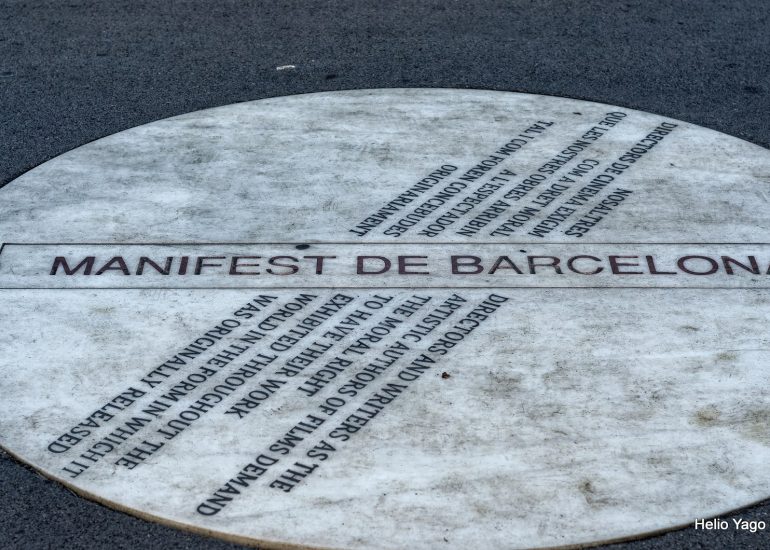 NOSALTRES
DIRECTORS DE CINEMA EXIGIM
COM A DRET MORAL
QUE LES NOSTRES OBRES ARRIBIN
A L'ESPECTADOR
TAL I COM FOREN CONCEBUDES
ORIGINARIAMENT
MANIFEST DE BARCELONA
DIRECTORS AND WRITERS AS THE
ARTISTIC AUTHORS OF FILMS DEMAND
THE MORAL RIGHT
TO HAVE THEIR WORK
EXHIBITED THROUGHOUT THE
WORLD IN THE FORM IN WHICH IT
WAS ORIGINALLY RELEASED
Helio Yago